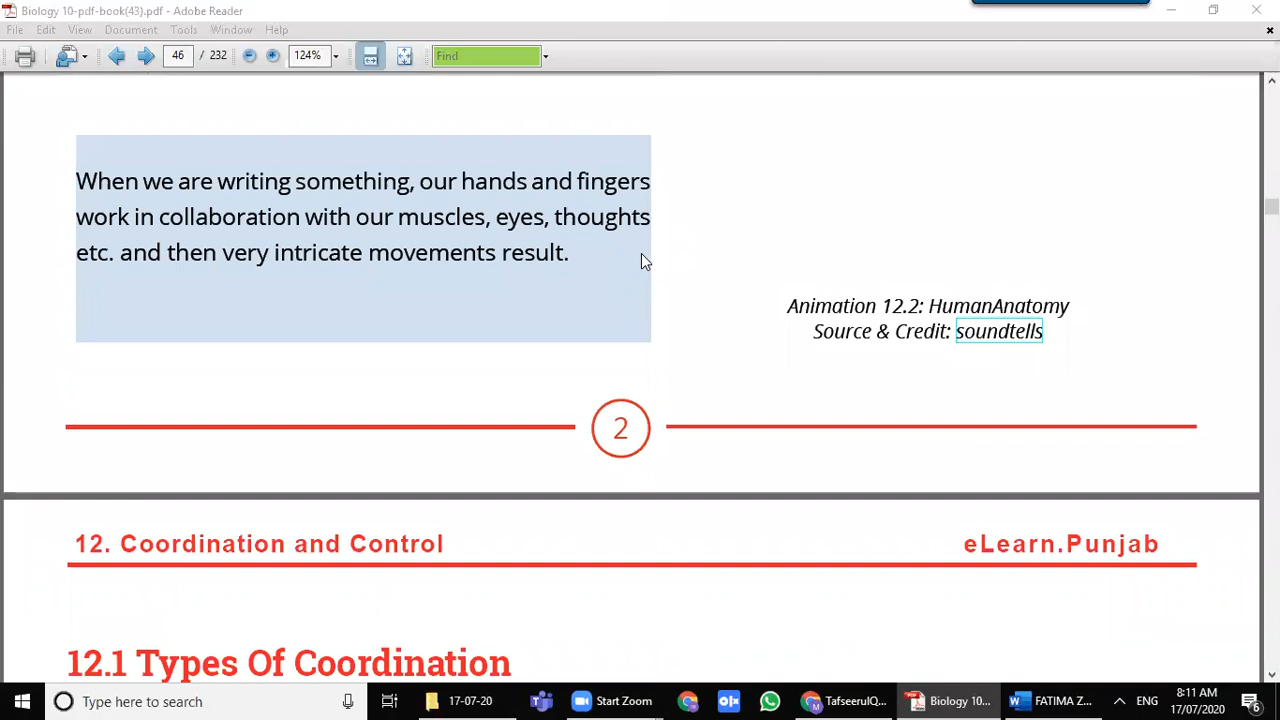 Biology 10-pdf-book(43).pdf - Adobe Reader
File Edit View Document Tools Window Help
46 / 232 124% Find
When we are writing something, our hands and fingers
work in collaboration with our muscles, eyes, thoughts
etc. and then very intricate movements result.
Animation 12.2: HumanAnatomy
Source & Credit: soundtells
2
12. Coordination and Control eLearn.Punjab
12.1 Types Of Coordination
Type here to search 17-07-20 Start Zoom TafseerulQ... Biology 10... FATIMA Z... ENG 8:11 AM
17/07/2020 6